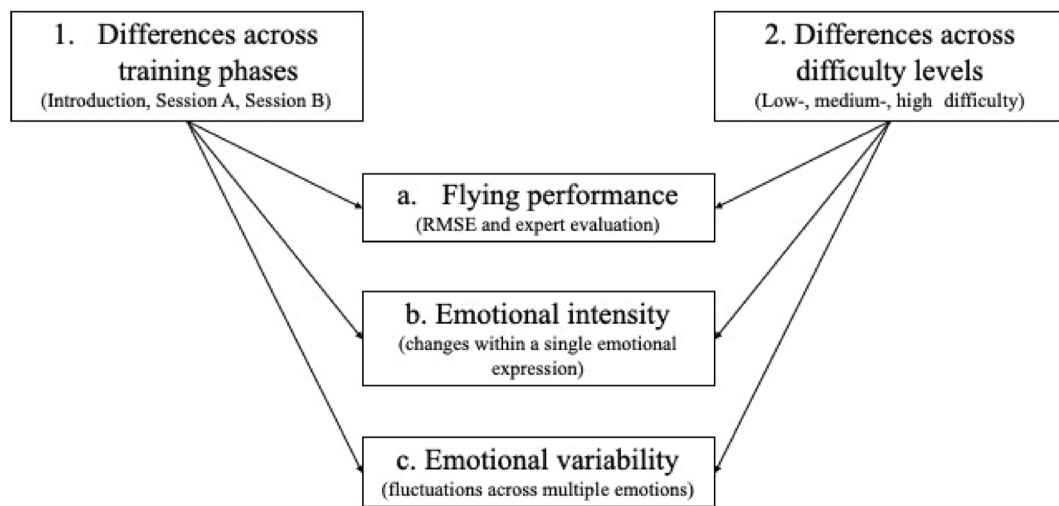 1. Differences across
training phases
(Introduction, Session A, Session B)
2. Differences across
difficulty levels
(Low-, medium-, high difficulty)
a. Flying performance
(RMSE and expert evaluation)
b. Emotional intensity
(changes within a single emotional
expression)
c. Emotional variability
(fluctuations across multiple emotions)